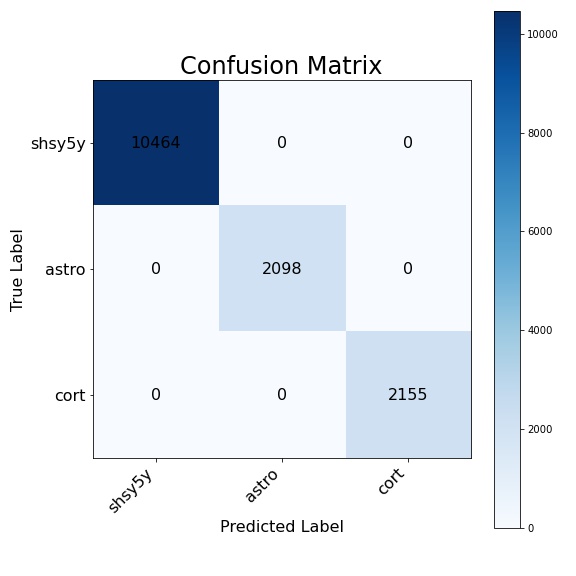 Confusion Matrix
10000
8000
6000
4000
2000
0
True Label
shsy5y
10464 0 0
astro
0 2098 0
cort
0 0 2155
shsy5y astro cort
Predicted Label